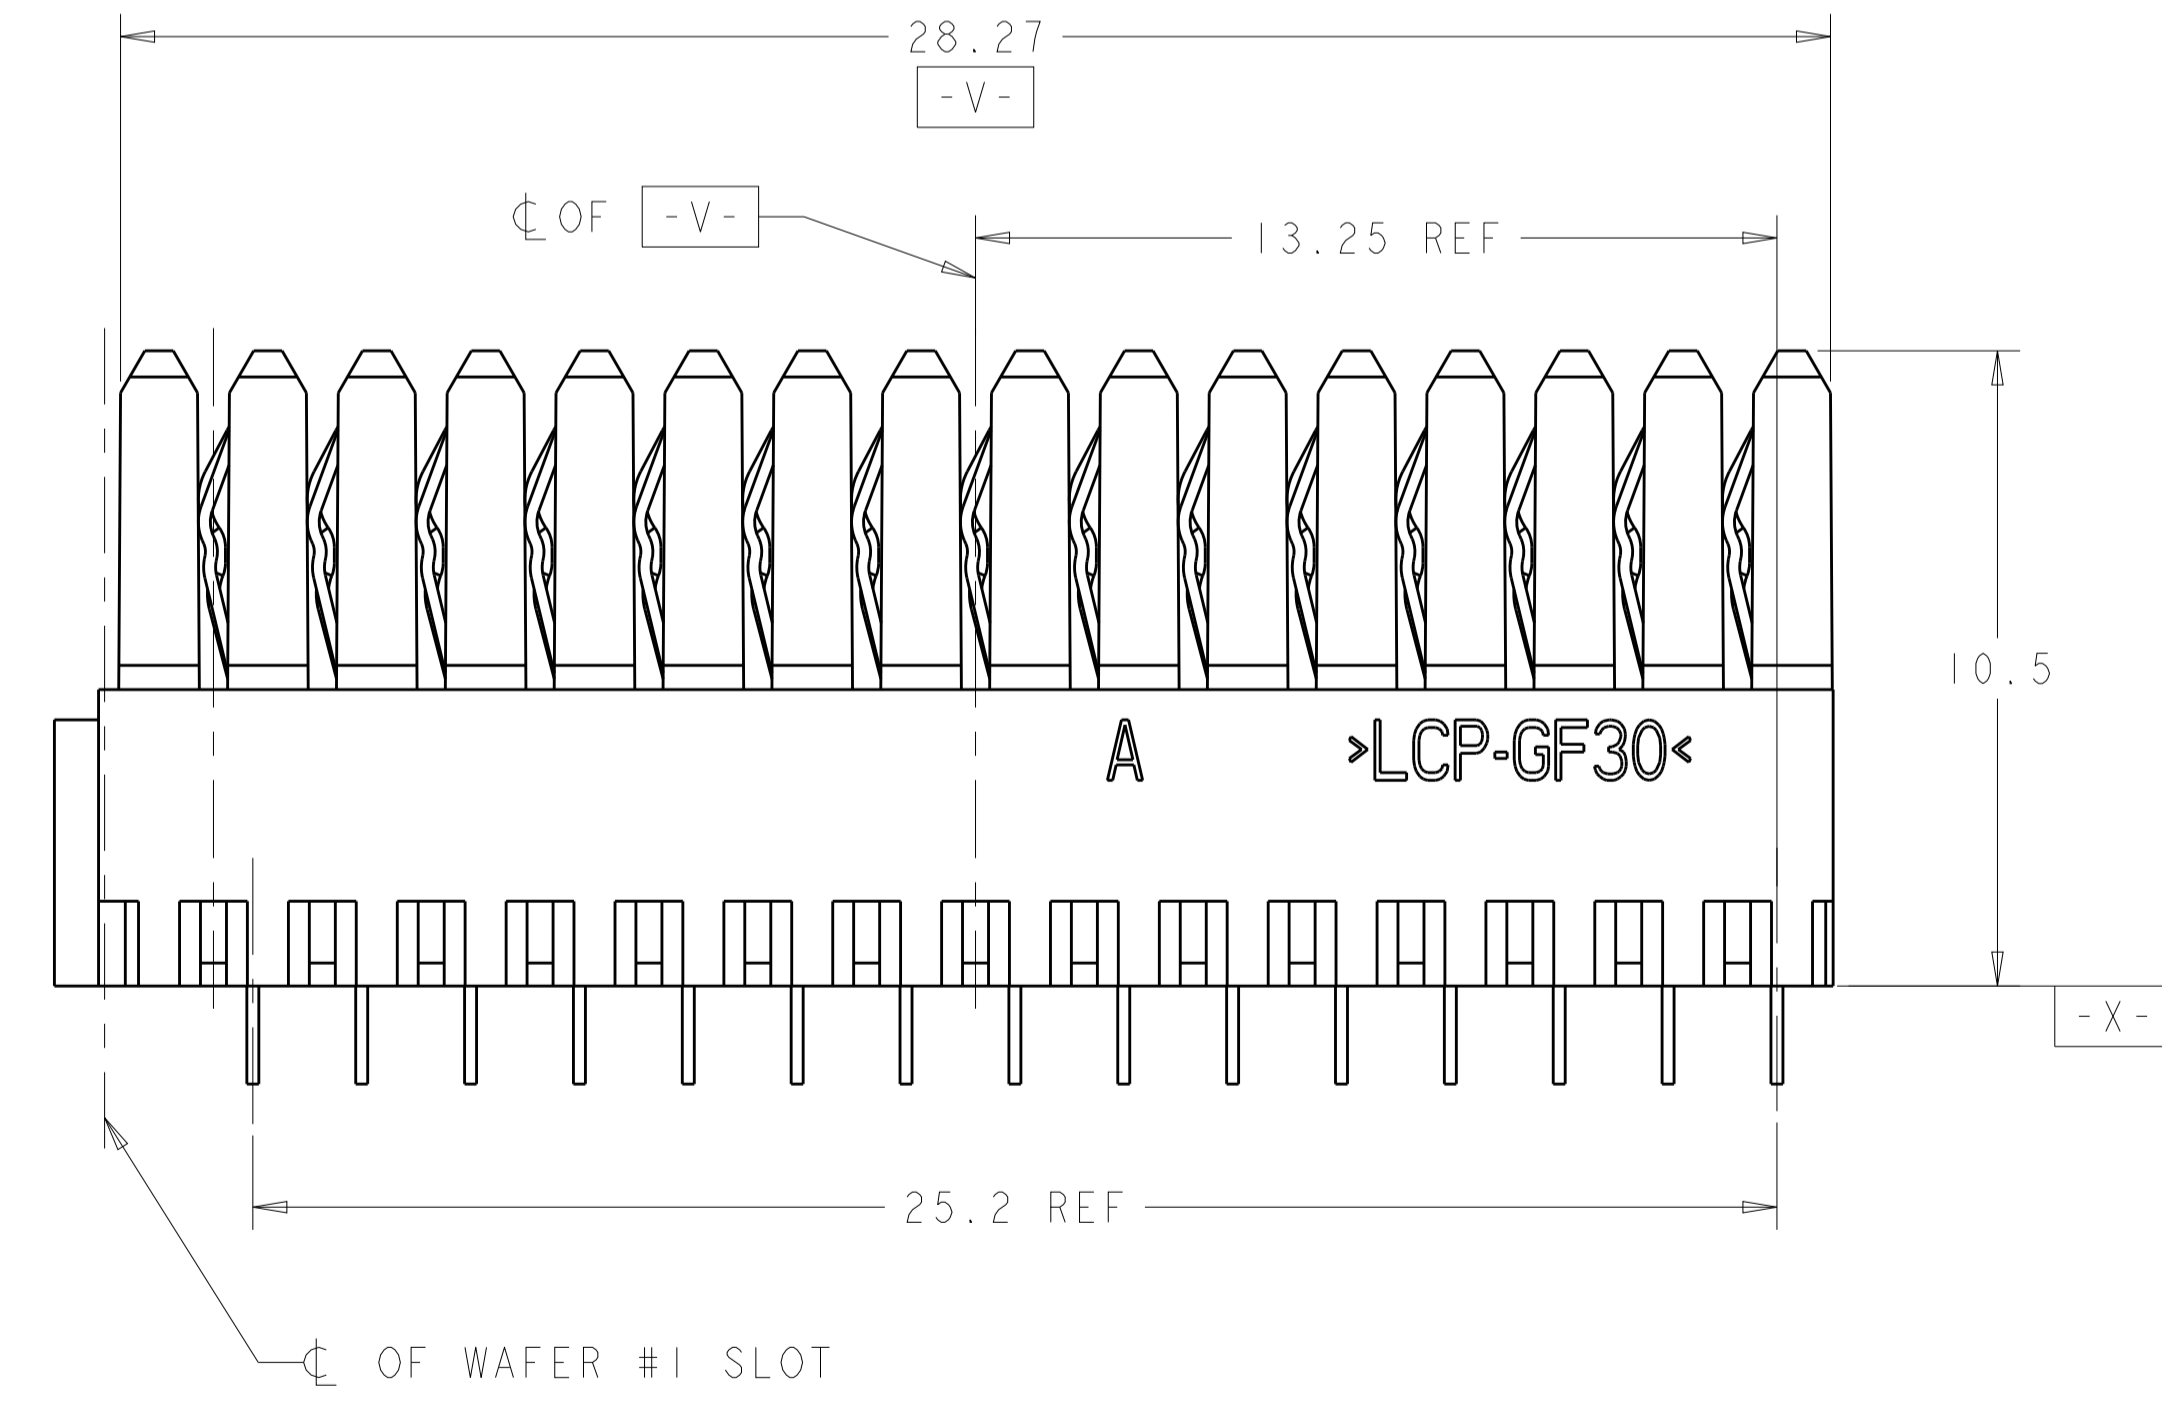 28.27
-V-
℄ OF -V-
13.25 REF
10.5
A
>LCP-GF30<
-X-
25.2 REF
℄ OF WAFER #1 SLOT